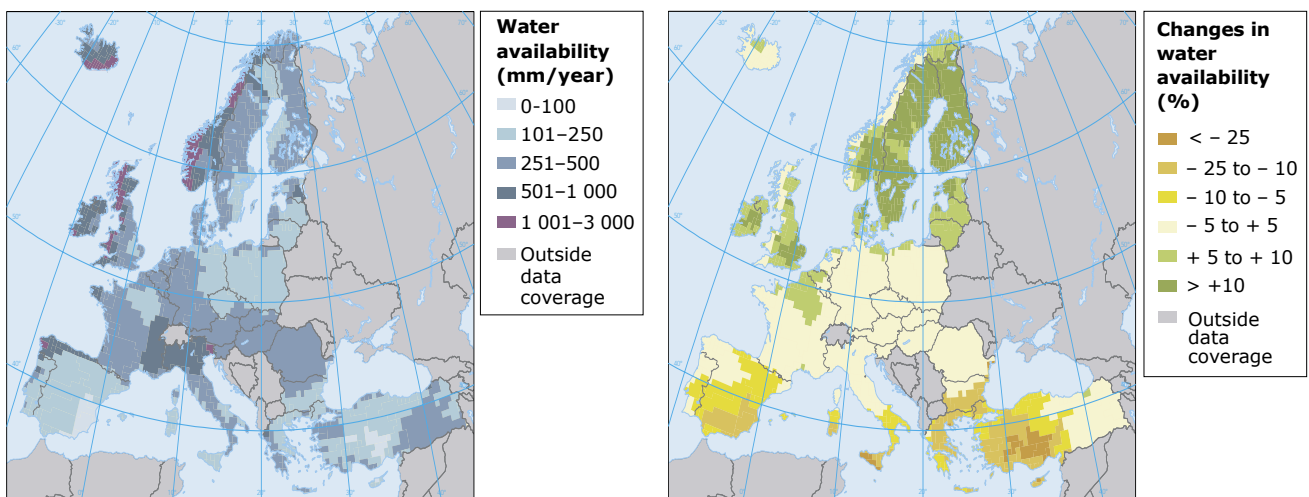 Water
availability
(mm/year)
0-100
101–250
251–500
501–1 000
1 001–3 000
Outside
data
coverage
Changes in
water
availability
(%)
< – 25
– 25 to – 10
– 10 to – 5
– 5 to + 5
+ 5 to + 10
> +10
Outside
data
coverage